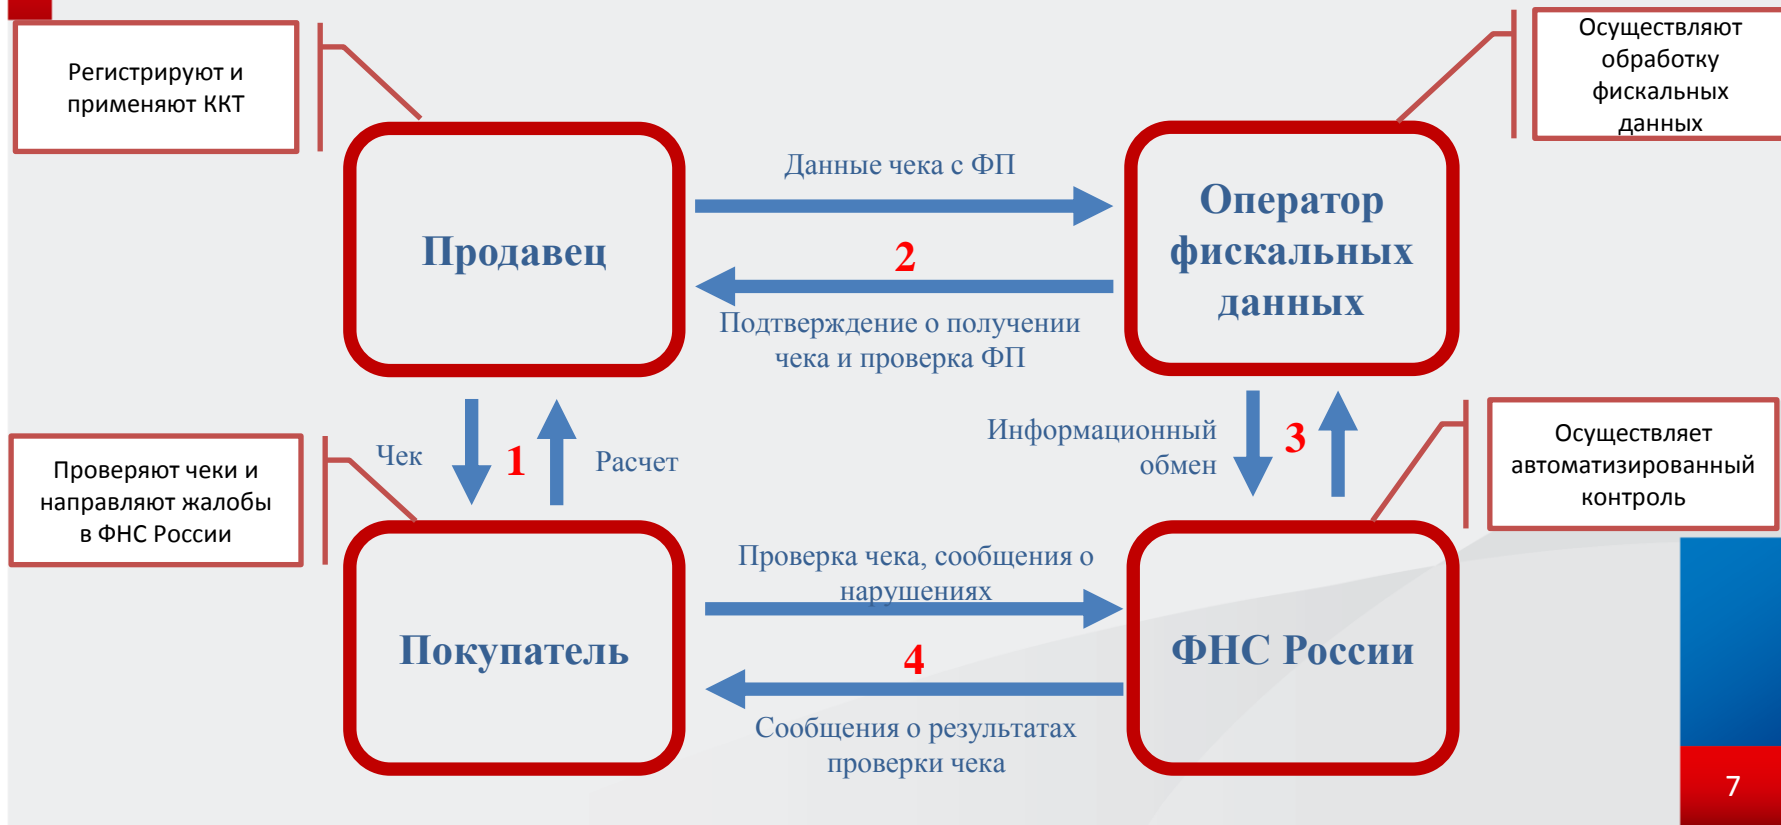 Регистрируют и
применяют ККТ
Осуществляют
обработку
фискальных
данных
Данные чека с ФП
Продавец
2
Оператор
фискальных
данных
Подтверждение о получении
чека и проверка ФП
Чек
1
Расчет
Информационный
обмен
3
Проверяют чеки и
направляют жалобы
в ФНС России
Осуществляет
автоматизированный
контроль
Проверка чека, сообщения о
нарушениях
Покупатель
4
ФНС России
Сообщения о результатах
проверки чека
7